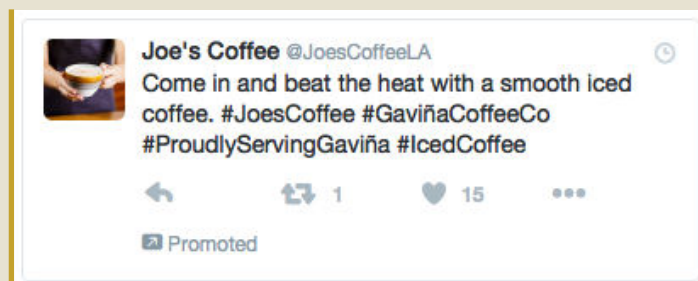 Joe's Coffee @JoesCoffeeLA
Come in and beat the heat with a smooth iced
coffee. #JoesCoffee #GaviñaCoffeeCo
#ProudlyServingGaviña #IcedCoffee
1 15
Promoted